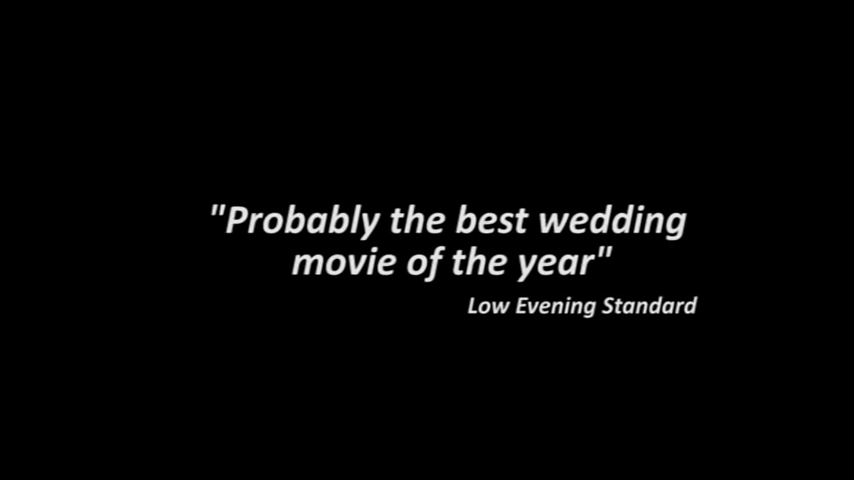 "Probably the best wedding
movie of the year"
Low Evening Standard